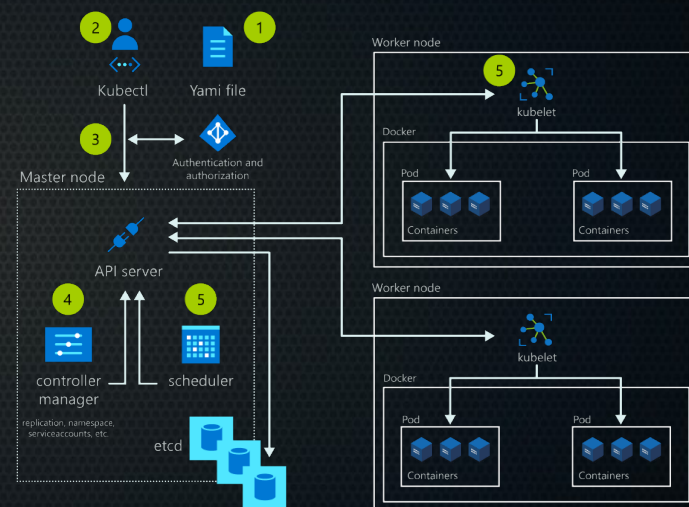 2
1
Kubectl
Yami file
3
Authentication and
authorization
Master node
API server
4
5
controller
manager
scheduler
replication, namespace,
serviceaccounts, etc.
etcd
Worker node
5
kubelet
Docker
Pod
Pod
Containers
Containers
Worker node
kubelet
Docker
Pod
Pod
Containers
Containers